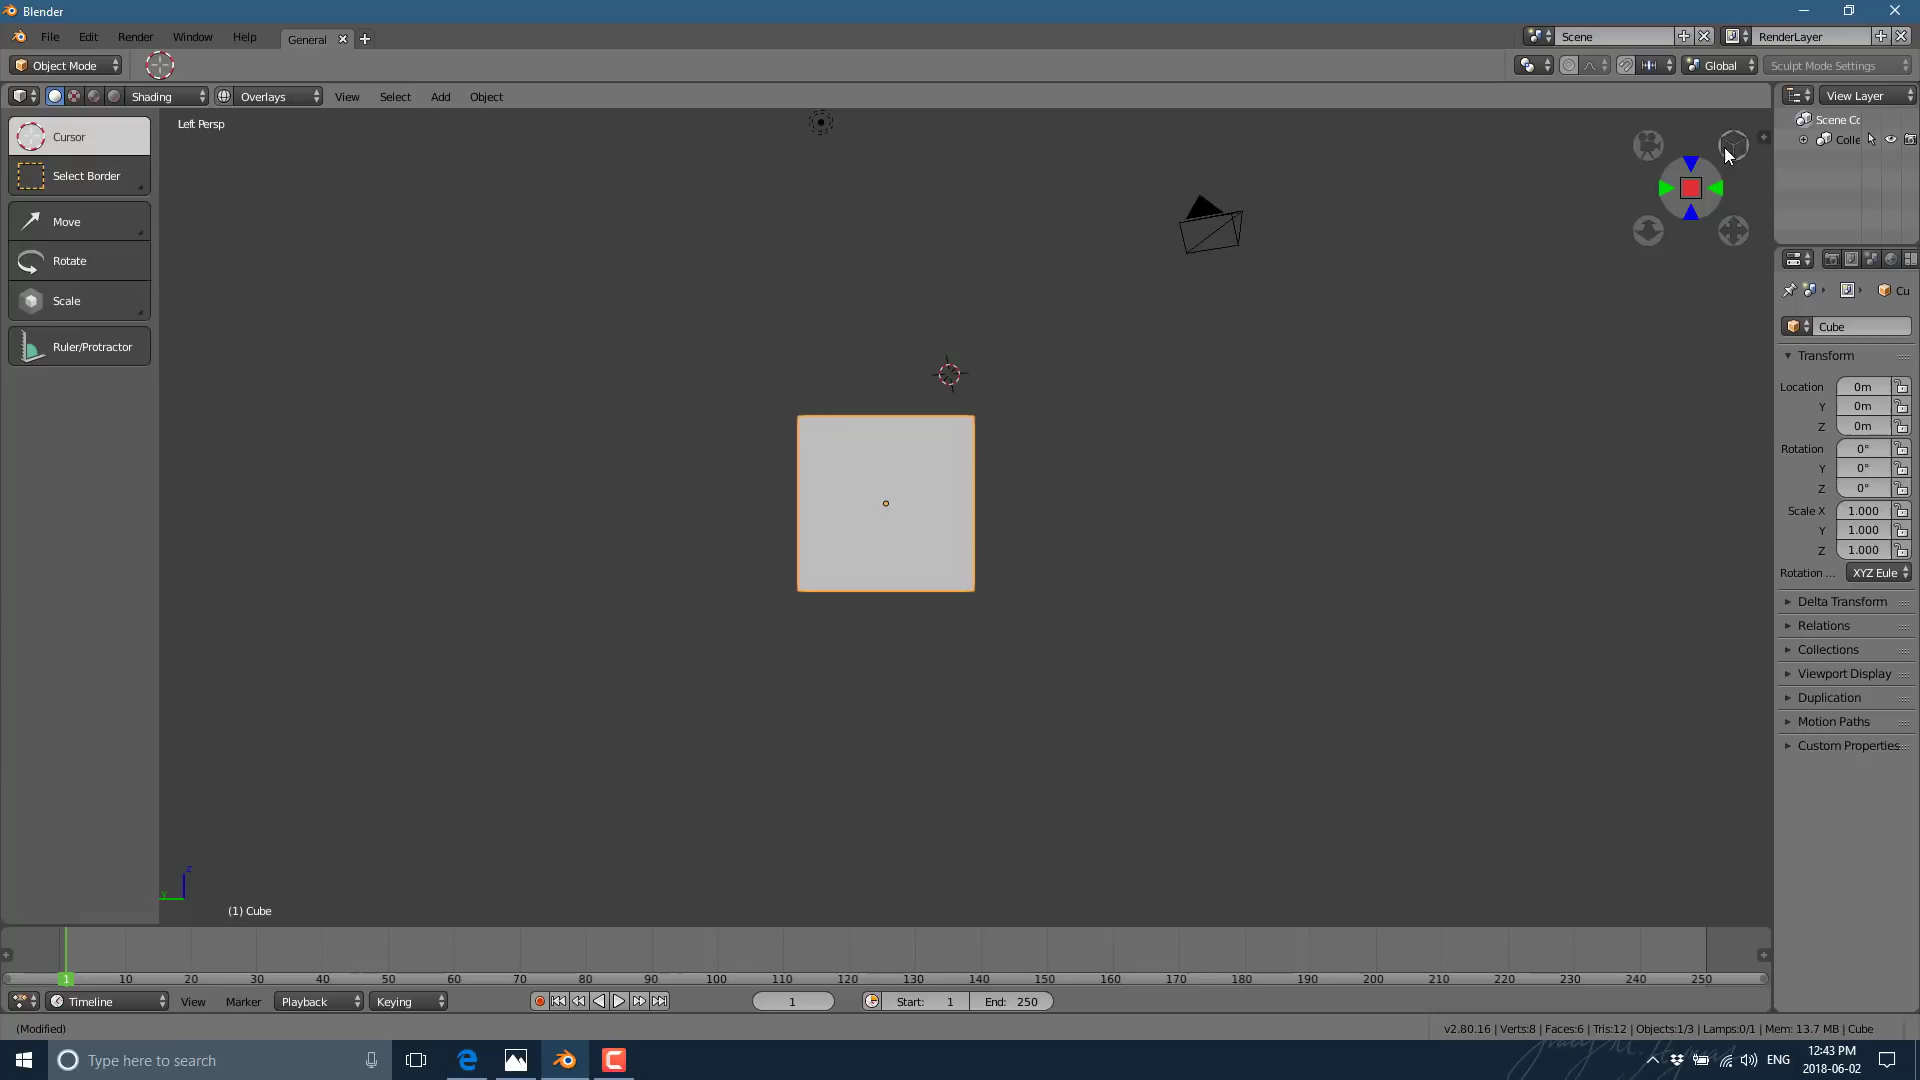 Blender
File Edit Render Window Help General Scene RenderLayer
Object Mode Global Sculpt Mode Settings
Shading Overlays View Select Add Object View Layer
Left Persp
Cursor
Select Border
Move
Rotate
Scale
Ruler/Protractor
Scene Co
Colle
Cu
Cube
Transform
Location 0m
Y 0m
Z 0m
Rotation 0°
Y 0°
Z 0°
Scale X 1.000
Y 1.000
Z 1.000
Rotation ... XYZ Eule
Delta Transform
Relations
Collections
Viewport Display
Duplication
Motion Paths
Custom Properties
z
y
(1) Cube
1 10 20 30 40 50 60 70 80 90 100 110 120 130 140 150 160 170 180 190 200 210 220 230 240 250
Timeline View Marker Playback Keying 1 Start: 1 End: 250
(Modified) v2.80.16 | Verts:8 | Faces:6 | Tris:12 | Objects:1/3 | Lamps:0/1 | Mem: 13.7 MB | Cube
Type here to search ENG 12:43 PM
2018-06-02